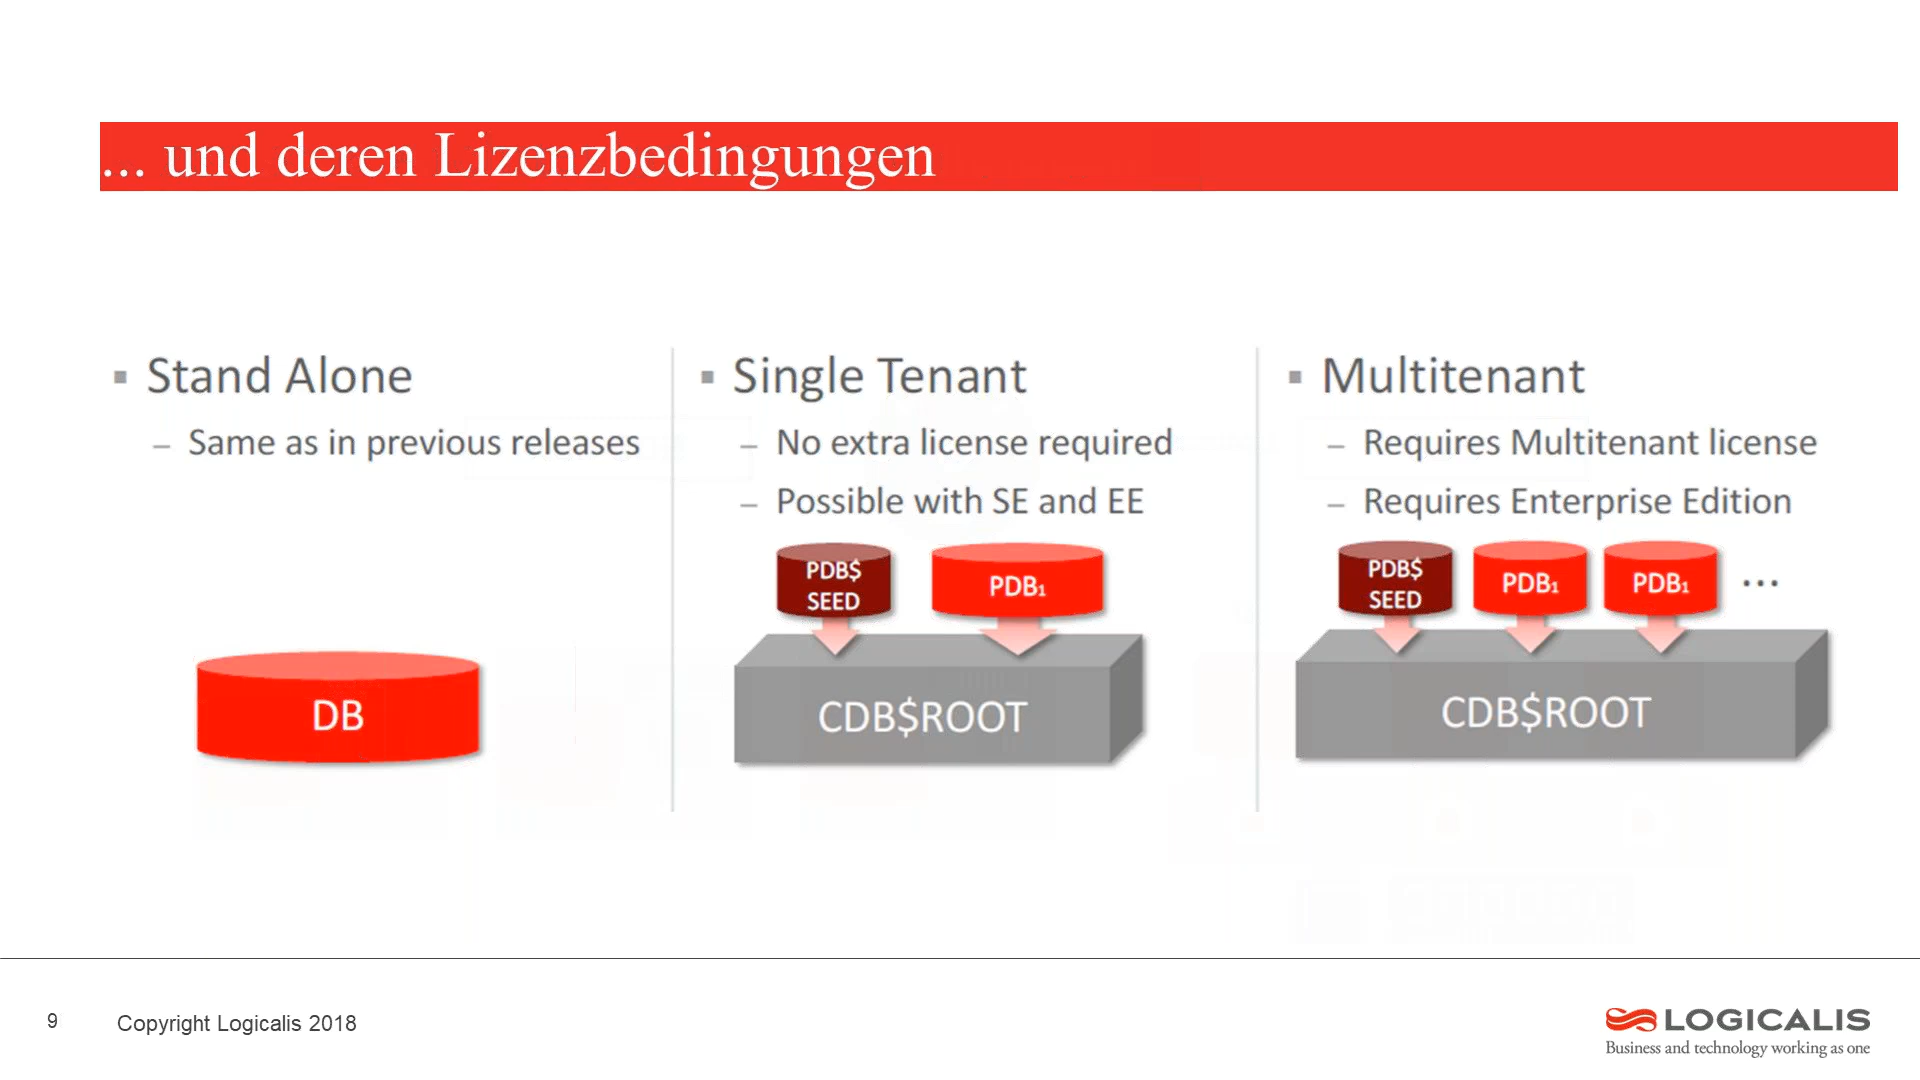 ... und deren Lizenzbedingungen
▪ Stand Alone
– Same as in previous releases
DB
▪ Single Tenant
– No extra license required
– Possible with SE and EE
PDB$
SEED
PDB₁
CDB$ROOT
▪ Multitenant
– Requires Multitenant license
– Requires Enterprise Edition
PDB$
SEED
PDB₁
PDB₁
...
CDB$ROOT
9
Copyright Logicalis 2018
LOGICALIS
Business and technology working as one